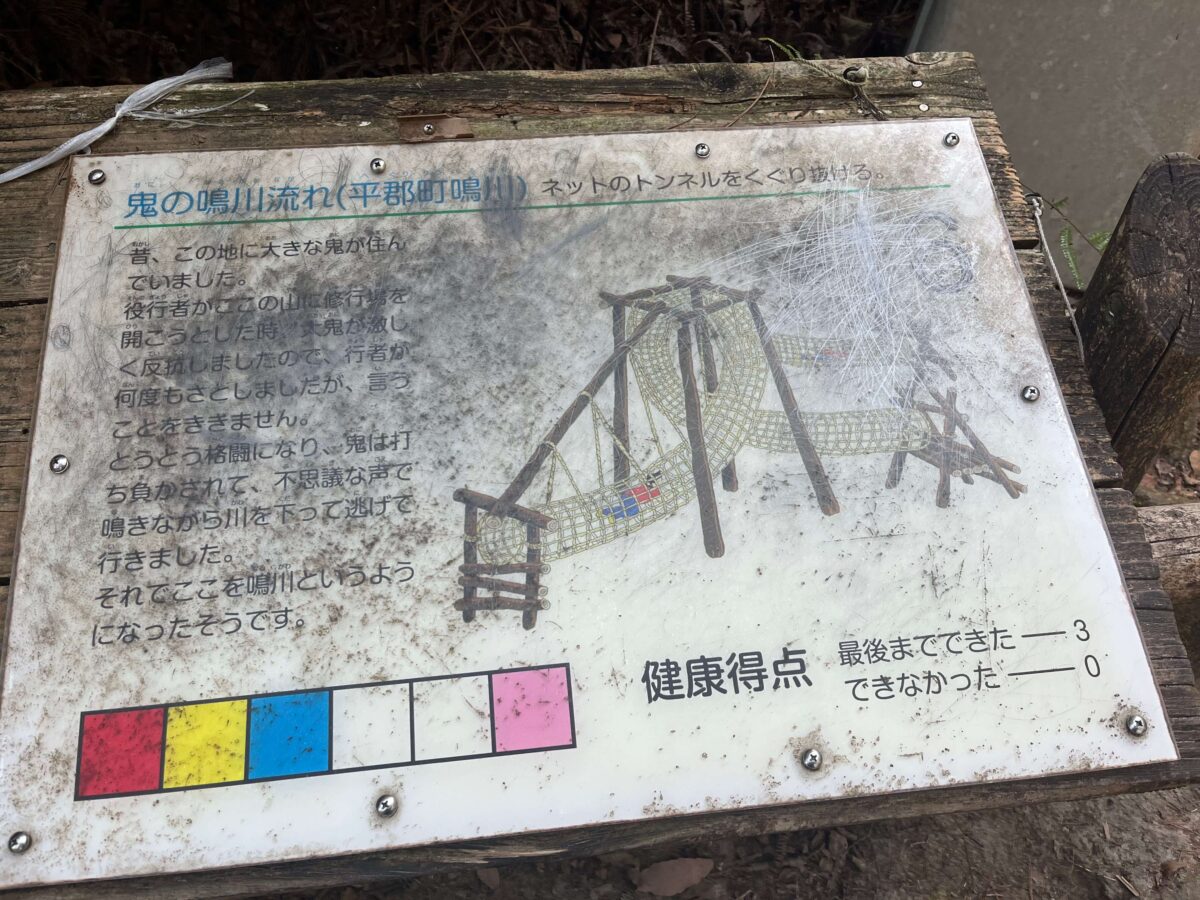 鬼の鳴川流れ(平郡町鳴川) ネットのトンネルをくぐり抜ける。
昔、この地に大きな鬼が住ん
でいました。
役行者がここの山に修行場を
開こうとした時、大鬼が激し
く反抗しましたので、行者が
何度もさとしましたが、言う
ことをききません。
とうとう格闘になり、鬼は打
ち負かされて、不思議な声で
鳴きながら川を下って逃げて
行きました。
それでここを鳴川というよう
になったそうです。
健康得点
最後までできた ── 3
できなかった ── 0